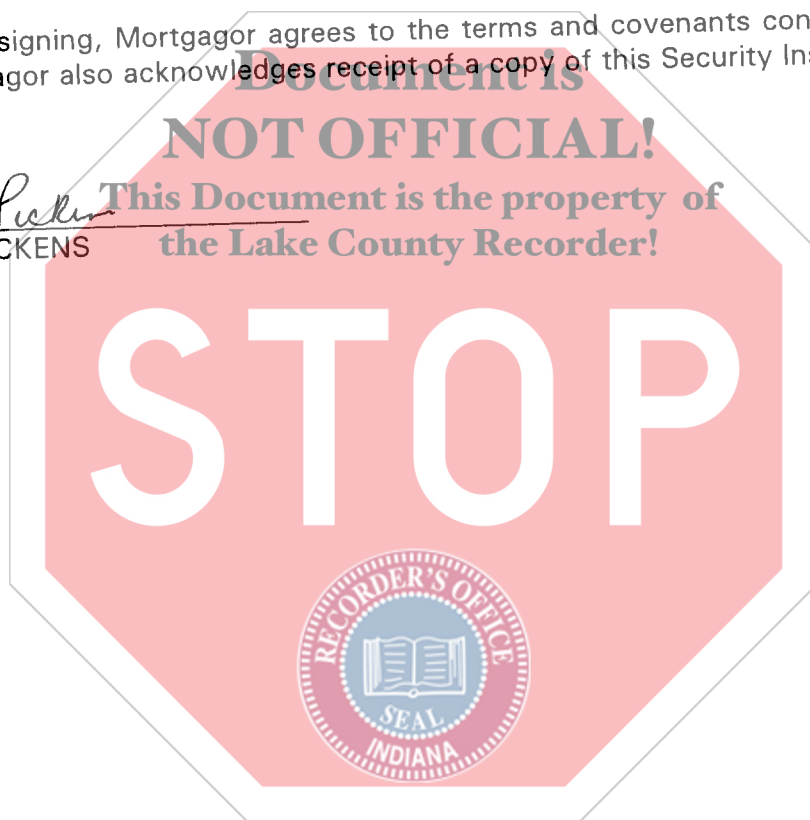 signing, Mortgagor agrees to the terms and covenants con
agor also acknowledges receipt of a copy of this Security Ins
Document is
NOT OFFICIAL!
This Document is the property of
the Lake County Recorder!
CKENS
STOP
RECORDER'S OFFICE
SEAL
INDIANA